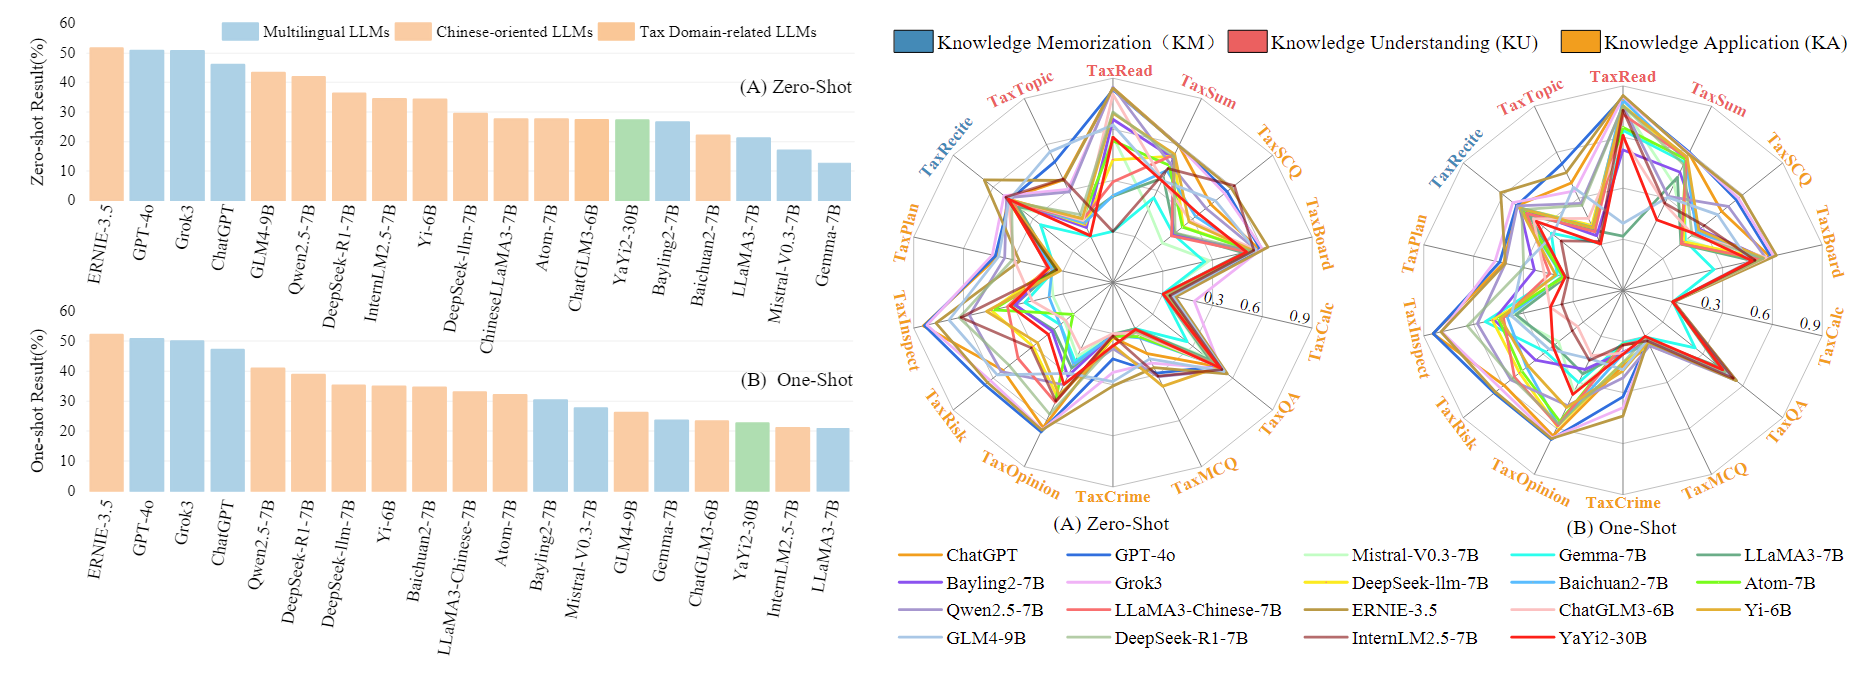 Zero-shot Result(%)
60
50
40
30
20
10
0
Multilingual LLMs
Chinese-oriented LLMs
Tax Domain-related LLMs
(A) Zero-Shot
ERNIE-3.5
GPT-4o
Grok3
ChatGPT
GLM4-9B
Qwen2.5-7B
DeepSeek-R1-7B
InternLM2.5-7B
Yi-6B
DeepSeek-llm-7B
ChineseLLaMA3-7B
Atom-7B
ChatGLM3-6B
YaYi2-30B
Bayling2-7B
Baichuan2-7B
LLaMA3-7B
Mistral-V0.3-7B
Gemma-7B
One-shot Result(%)
60
50
40
30
20
10
0
(B) One-Shot
ERNIE-3.5
GPT-4o
Grok3
ChatGPT
Qwen2.5-7B
DeepSeek-R1-7B
DeepSeek-llm-7B
Yi-6B
Baichuan2-7B
LLaMA3-Chinese-7B
Atom-7B
Bayling2-7B
Mistral-V0.3-7B
GLM4-9B
Gemma-7B
ChatGLM3-6B
YaYi2-30B
InternLM2.5-7B
LLaMA3-7B
Knowledge Memorization（KM）
Knowledge Understanding (KU)
Knowledge Application (KA)
TaxRead
TaxSum
TaxSCQ
TaxBoard
TaxCalc
TaxQA
TaxMCQ
TaxCrime
TaxOpinion
TaxRisk
TaxInspect
TaxPlan
TaxRecite
TaxTopic
0.3
0.6
0.9
(A) Zero-Shot
TaxRead
TaxSum
TaxSCQ
TaxBoard
TaxCalc
TaxQA
TaxMCQ
TaxCrime
TaxOpinion
TaxRisk
TaxInspect
TaxPlan
TaxRecite
TaxTopic
0.3
0.6
0.9
(B) One-Shot
ChatGPT
GPT-4o
Mistral-V0.3-7B
Gemma-7B
LLaMA3-7B
Bayling2-7B
Grok3
DeepSeek-llm-7B
Baichuan2-7B
Atom-7B
Qwen2.5-7B
LLaMA3-Chinese-7B
ERNIE-3.5
ChatGLM3-6B
Yi-6B
GLM4-9B
DeepSeek-R1-7B
InternLM2.5-7B
YaYi2-30B